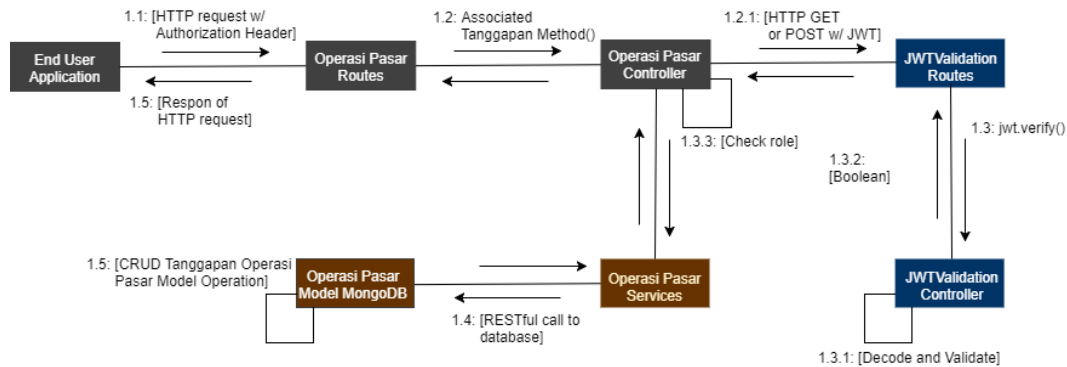 1.1: [HTTP request w/
Authorization Header]
1.2: Associated
Tanggapan Method()
1.2.1: [HTTP GET
or POST w/ JWT]
End User
Application
Operasi Pasar
Routes
Operasi Pasar
Controller
JWTValidation
Routes
1.5: [Respon of
HTTP request]
1.3.3: [Check role]
1.3: jwt.verify()
1.3.2:
[Boolean]
1.5: [CRUD Tanggapan Operasi
Pasar Model Operation]
Operasi Pasar
Model MongoDB
Operasi Pasar
Services
JWTValidation
Controller
1.4: [RESTful call to
database]
1.3.1: [Decode and Validate]